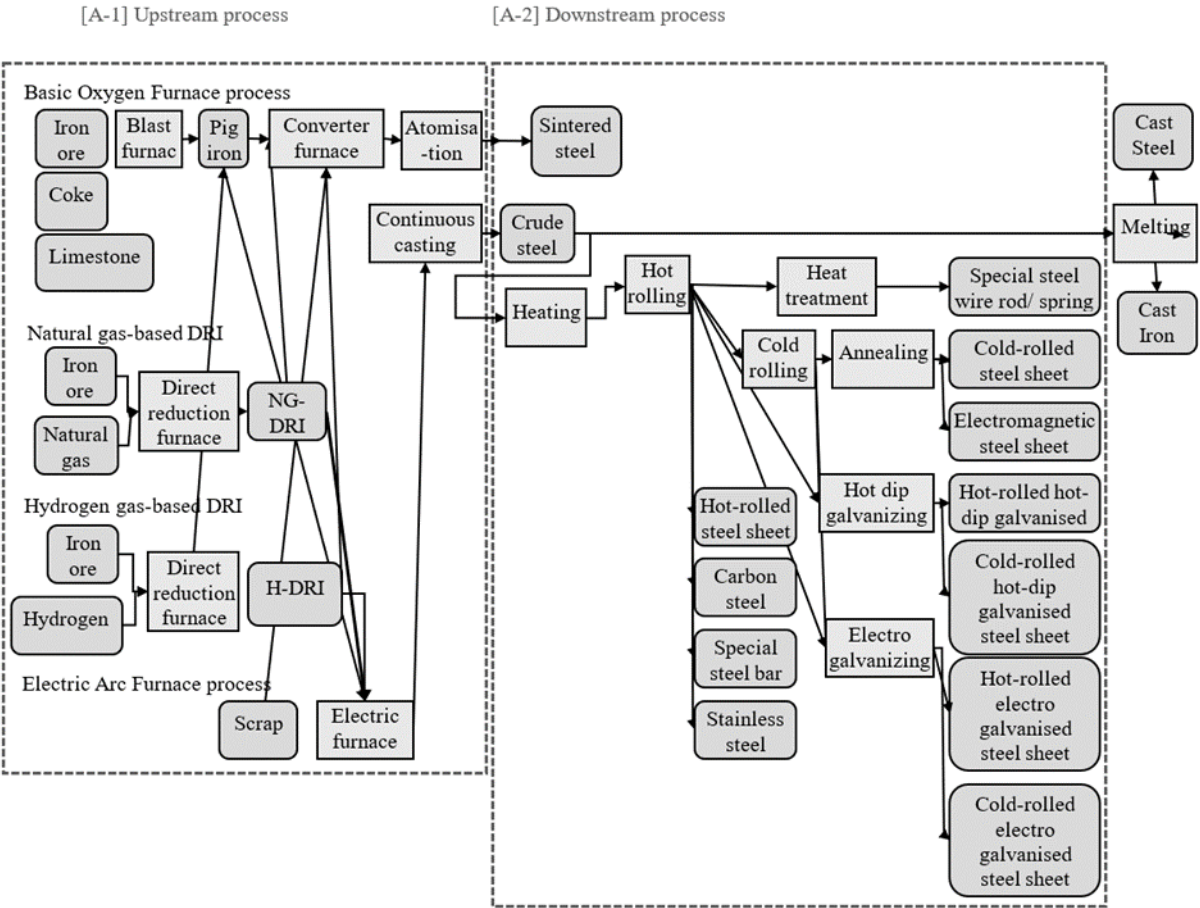 [A-1] Upstream process
[A-2] Downstream process
Basic Oxygen Furnace process
Iron
ore
Blast
furnac
Pig
iron
Converter
furnace
Atomisa
-tion
Sintered
steel
Cast
Steel
Coke
Limestone
Continuous
casting
Crude
steel
Melting
Cast
Iron
Heating
Hot
rolling
Heat
treatment
Special steel
wire rod/ spring
Cold
rolling
Annealing
Cold-rolled
steel sheet
Electromagnetic
steel sheet
Natural gas-based DRI
Iron
ore
Natural
gas
Direct
reduction
furnace
NG-
DRI
Hot dip
galvanizing
Hot-rolled hot-
dip galvanised
Hot-rolled
steel sheet
Cold-rolled
hot-dip
galvanised
steel sheet
Hydrogen gas-based DRI
Iron
ore
Hydrogen
Direct
reduction
furnace
H-DRI
Carbon
steel
Special
steel bar
Stainless
steel
Electro
galvanizing
Hot-rolled
electro
galvanised
steel sheet
Cold-rolled
electro
galvanised
steel sheet
Electric Arc Furnace process
Scrap
Electric
furnace